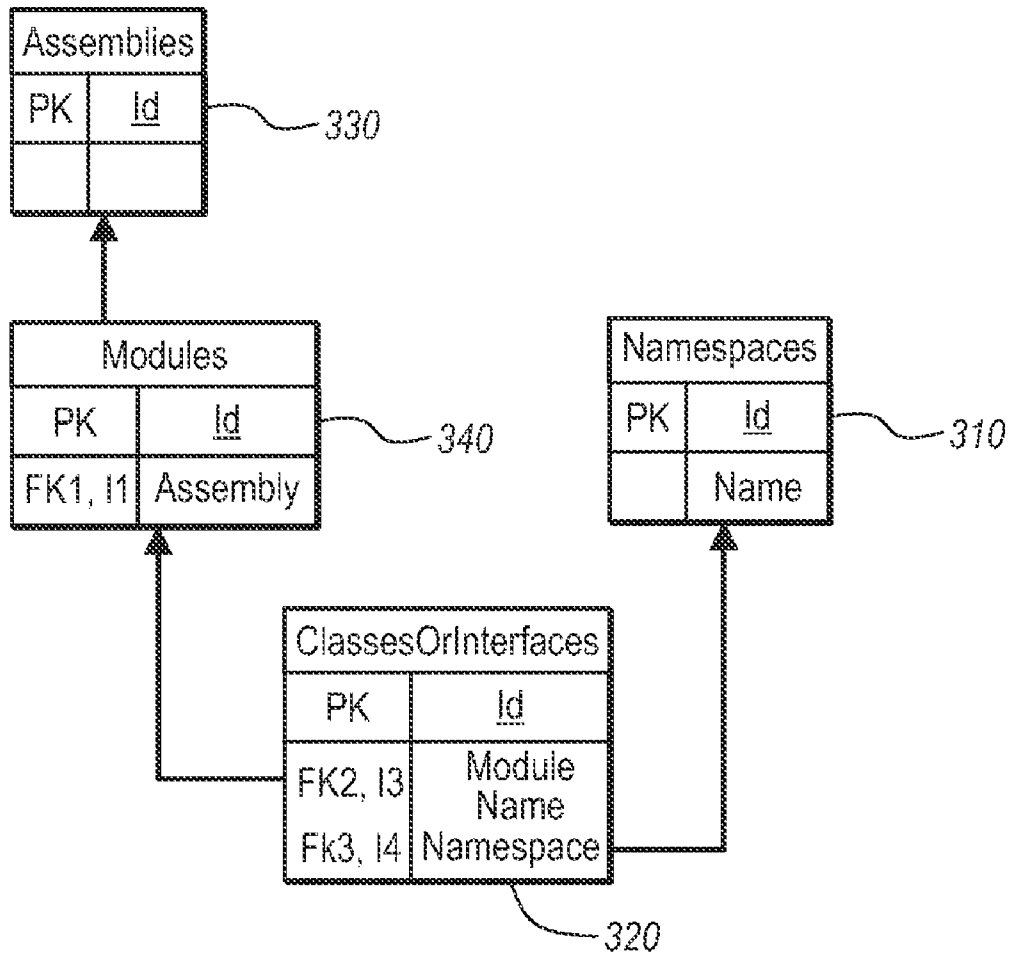 Assemblies
PK Id
330
Modules
PK Id
340
FK1, I1 Assembly
Namespaces
PK Id
310
Name
ClassesOrInterfaces
PK Id
FK2, I3 Module
Name
Fk3, I4 Namespace
320